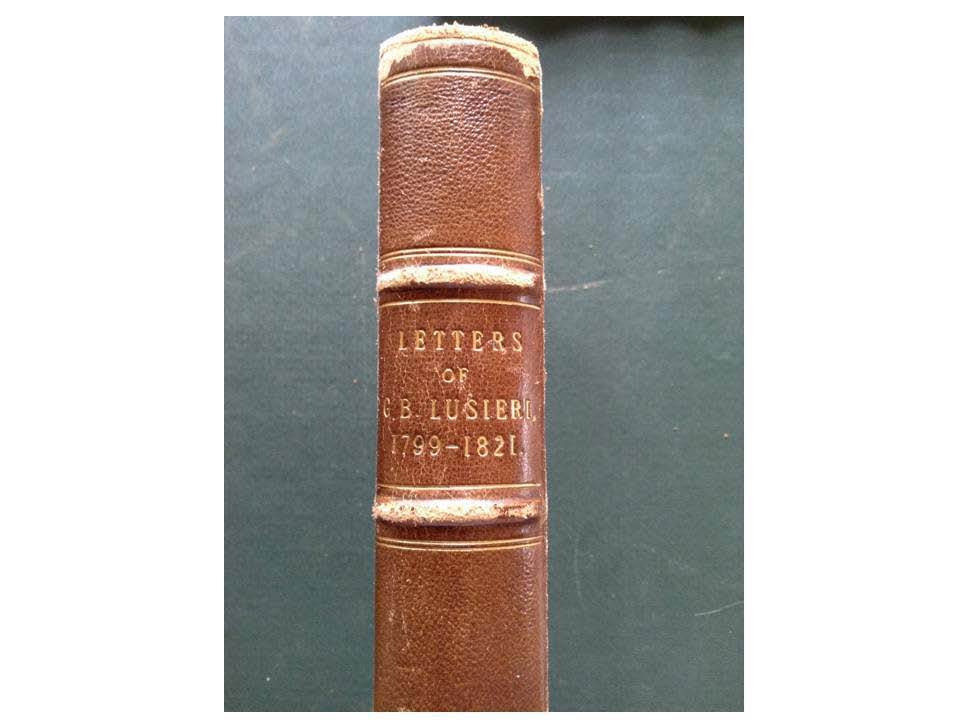 LETTERS
OF
G. B. LUSIERI.
1799-1821.